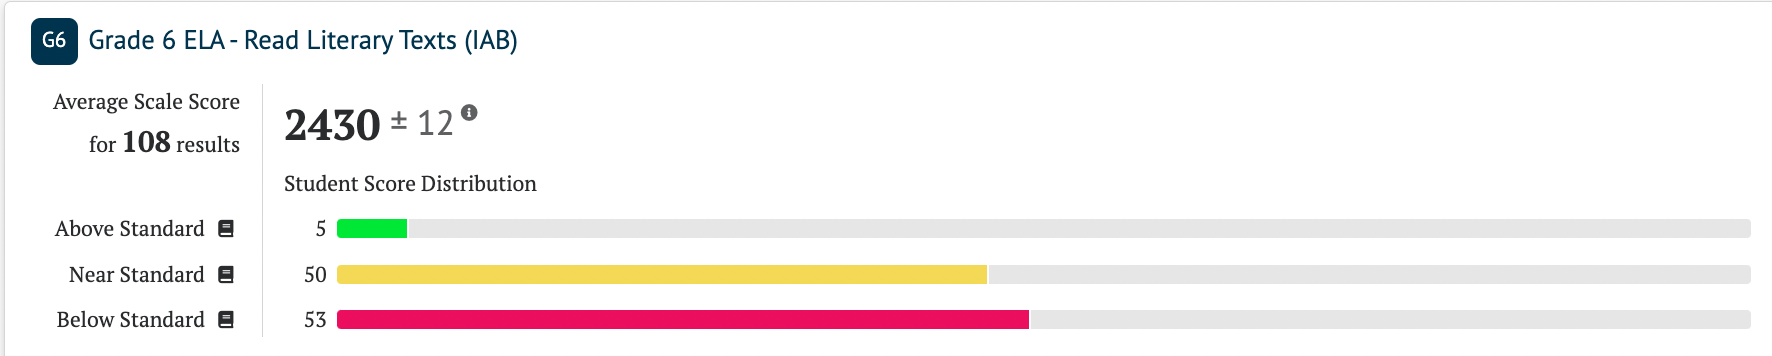 G6 Grade 6 ELA - Read Literary Texts (IAB)
Average Scale Score
for 108 results
2430 ± 12
Student Score Distribution
Above Standard 5
Near Standard 50
Below Standard 53